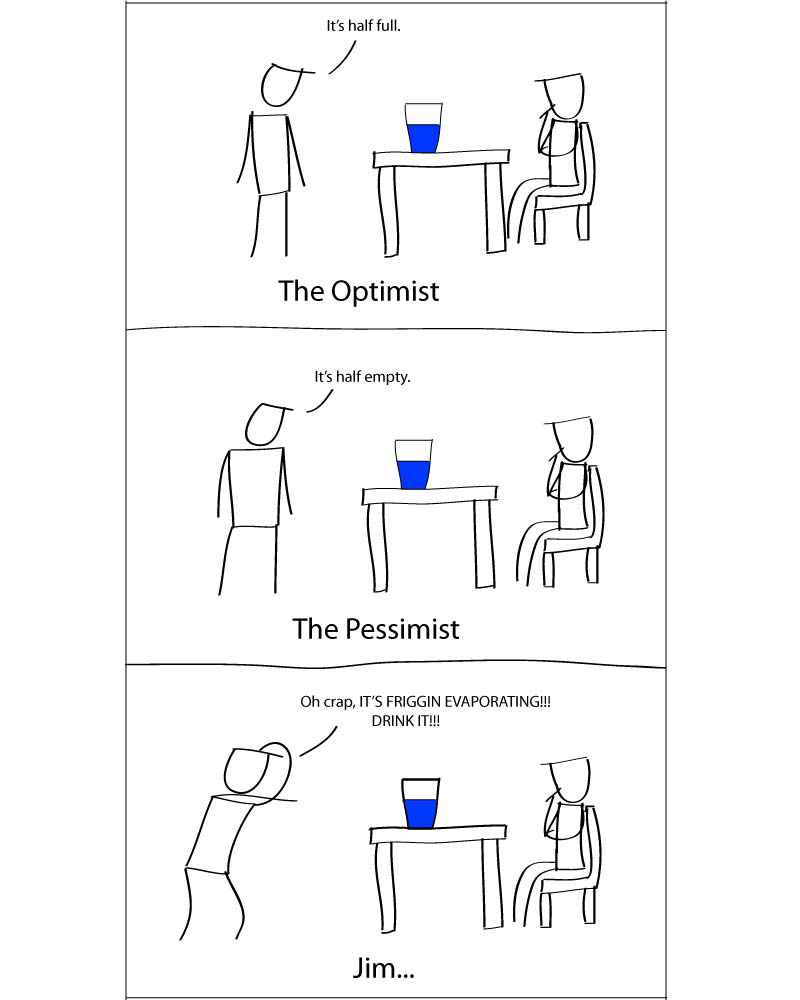 It's half full.
The Optimist
It's half empty.
The Pessimist
Oh crap, IT'S FRIGGIN EVAPORATING!!!
DRINK IT!!!
Jim...